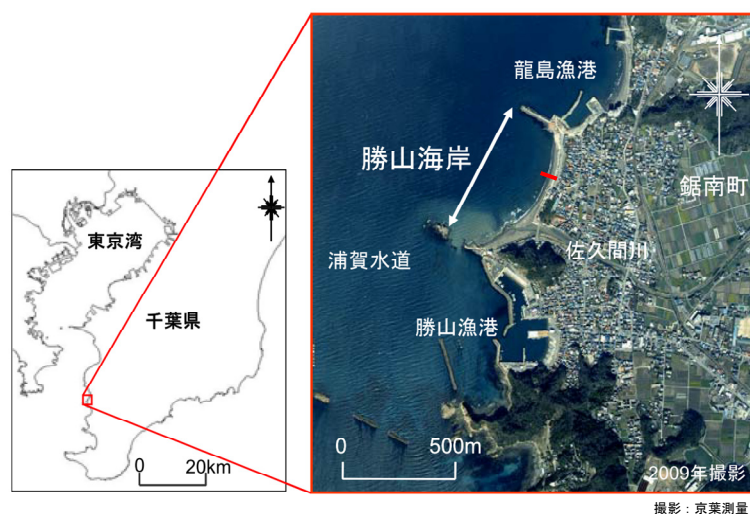 東京湾
千葉県
0
20km
龍島漁港
勝山海岸
鋸南町
佐久間川
浦賀水道
勝山漁港
0
500m
2009年撮影
撮影：京葉測量